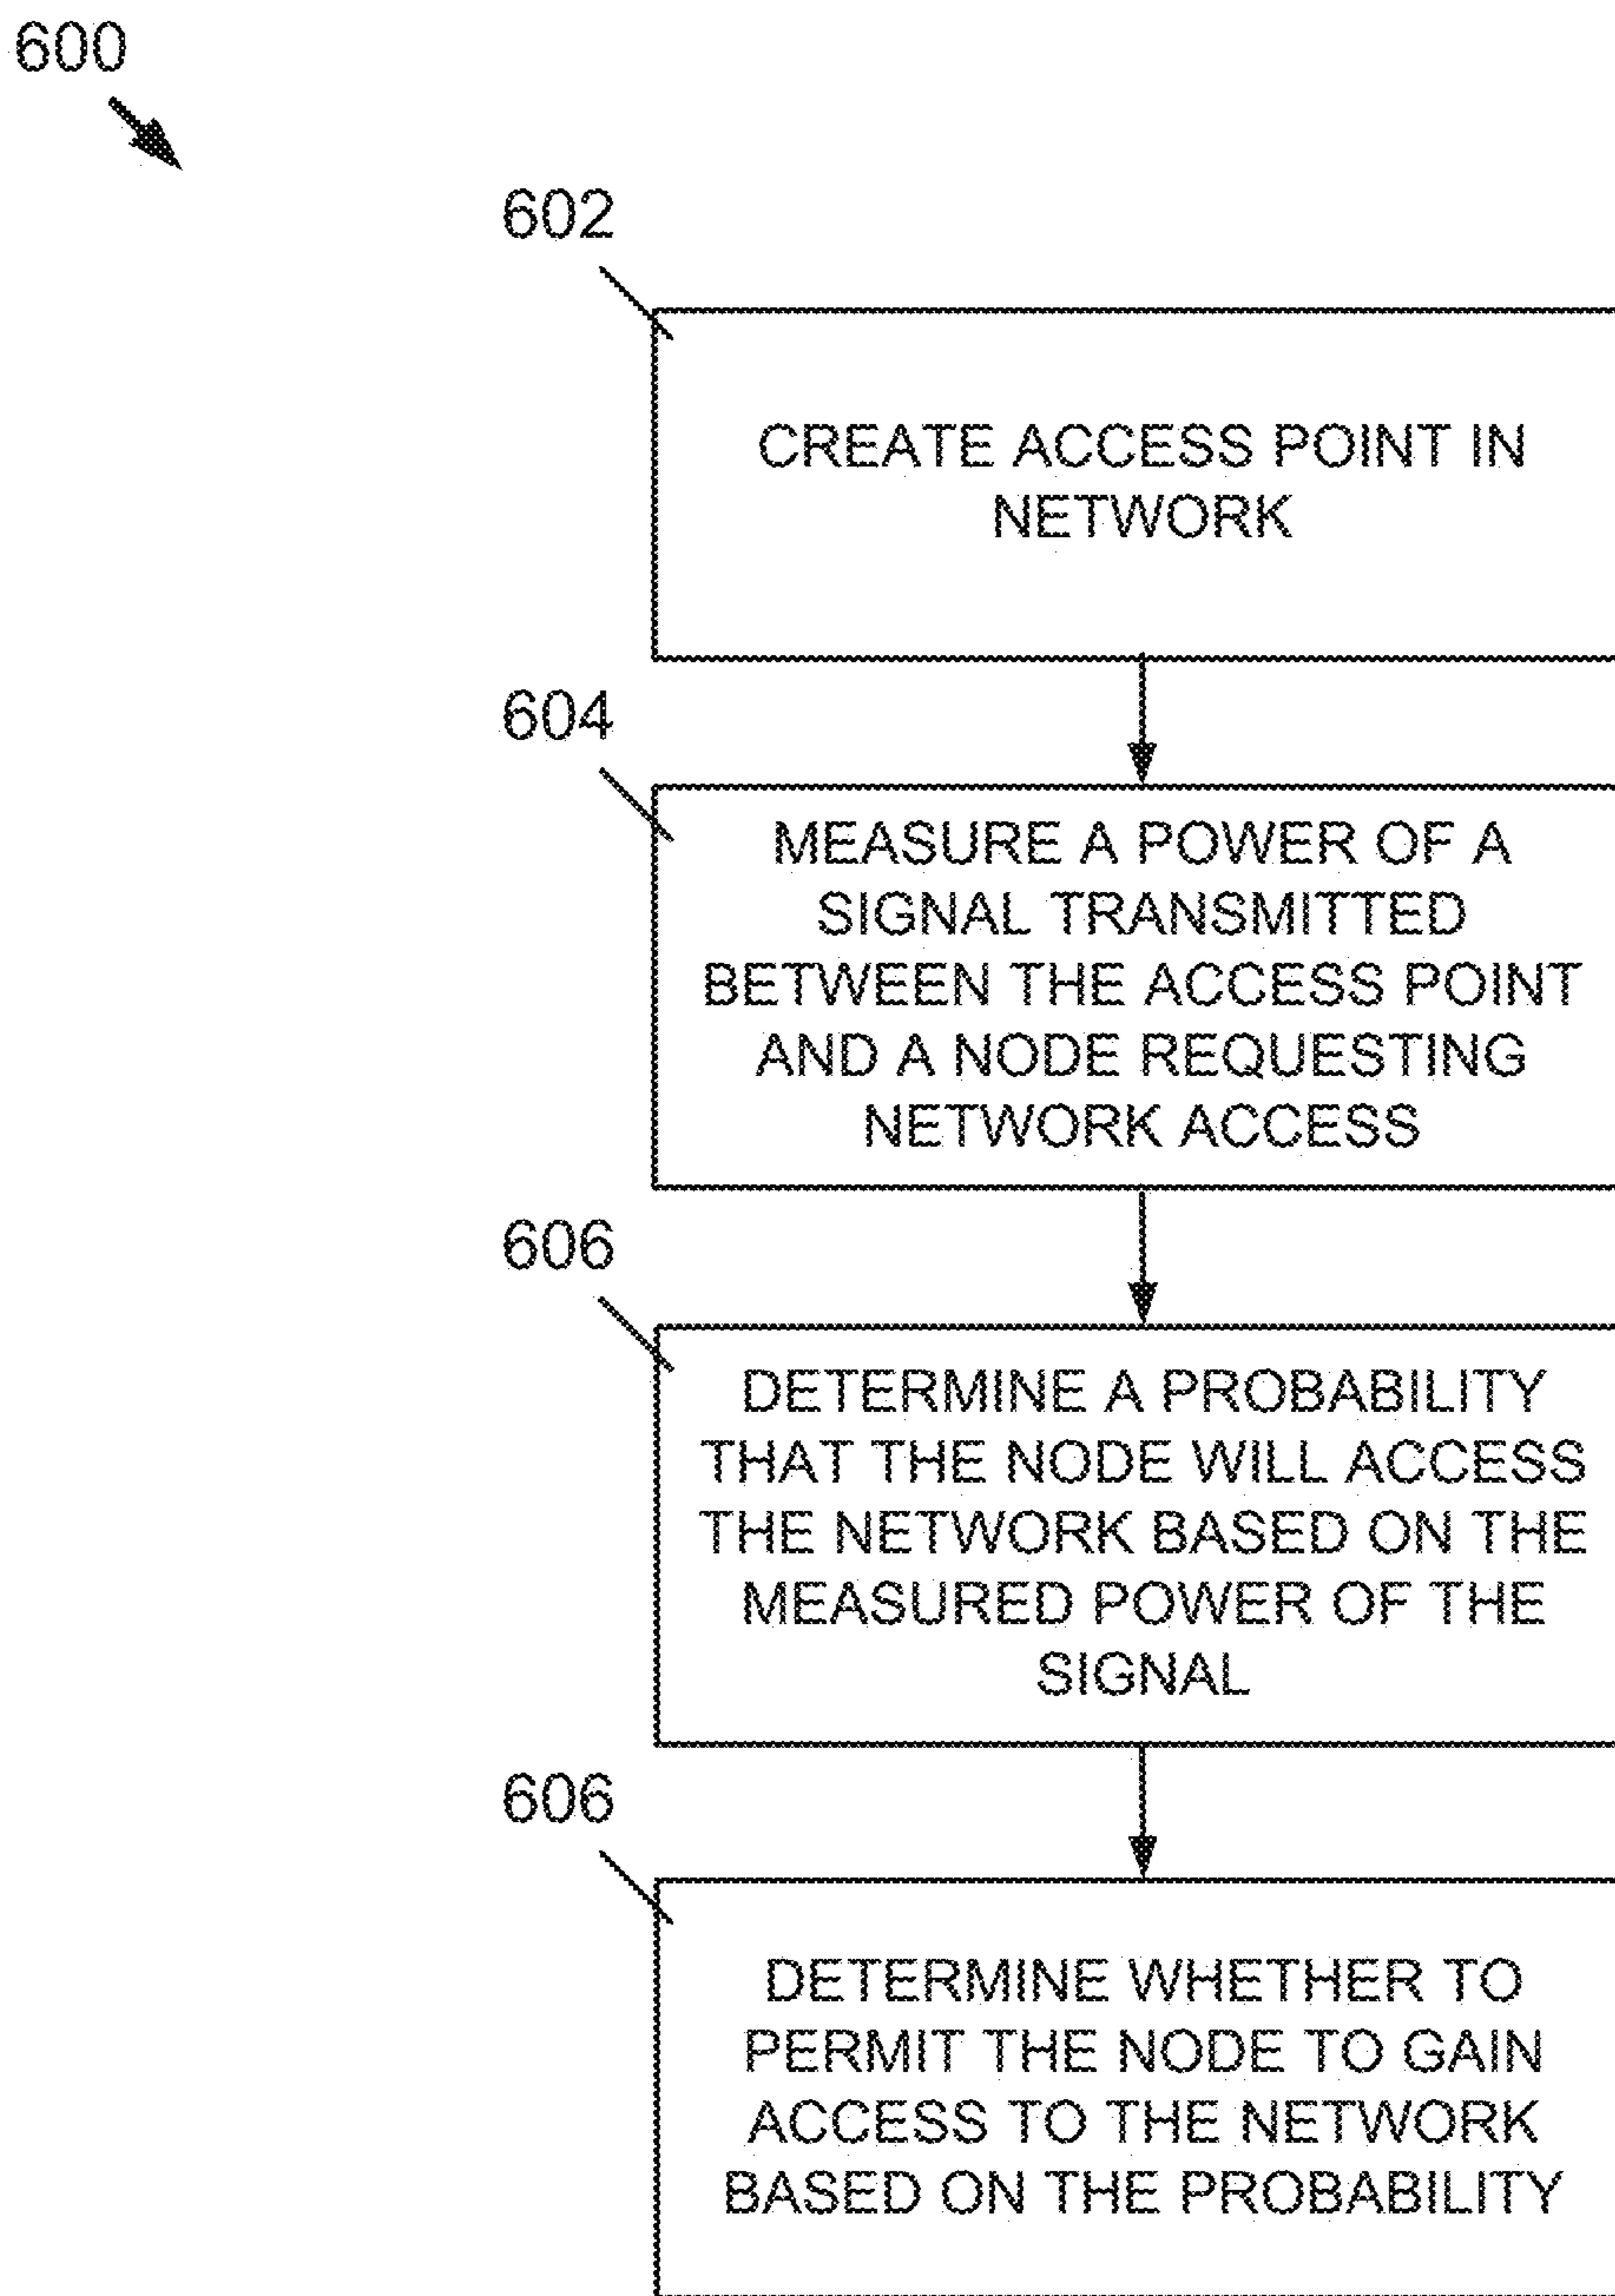 600
602
CREATE ACCESS POINT IN
NETWORK
604
MEASURE A POWER OF A
SIGNAL TRANSMITTED
BETWEEN THE ACCESS POINT
AND A NODE REQUESTING
NETWORK ACCESS
606
DETERMINE A PROBABILITY
THAT THE NODE WILL ACCESS
THE NETWORK BASED ON THE
MEASURED POWER OF THE
SIGNAL
606
DETERMINE WHETHER TO
PERMIT THE NODE TO GAIN
ACCESS TO THE NETWORK
BASED ON THE PROBABILITY